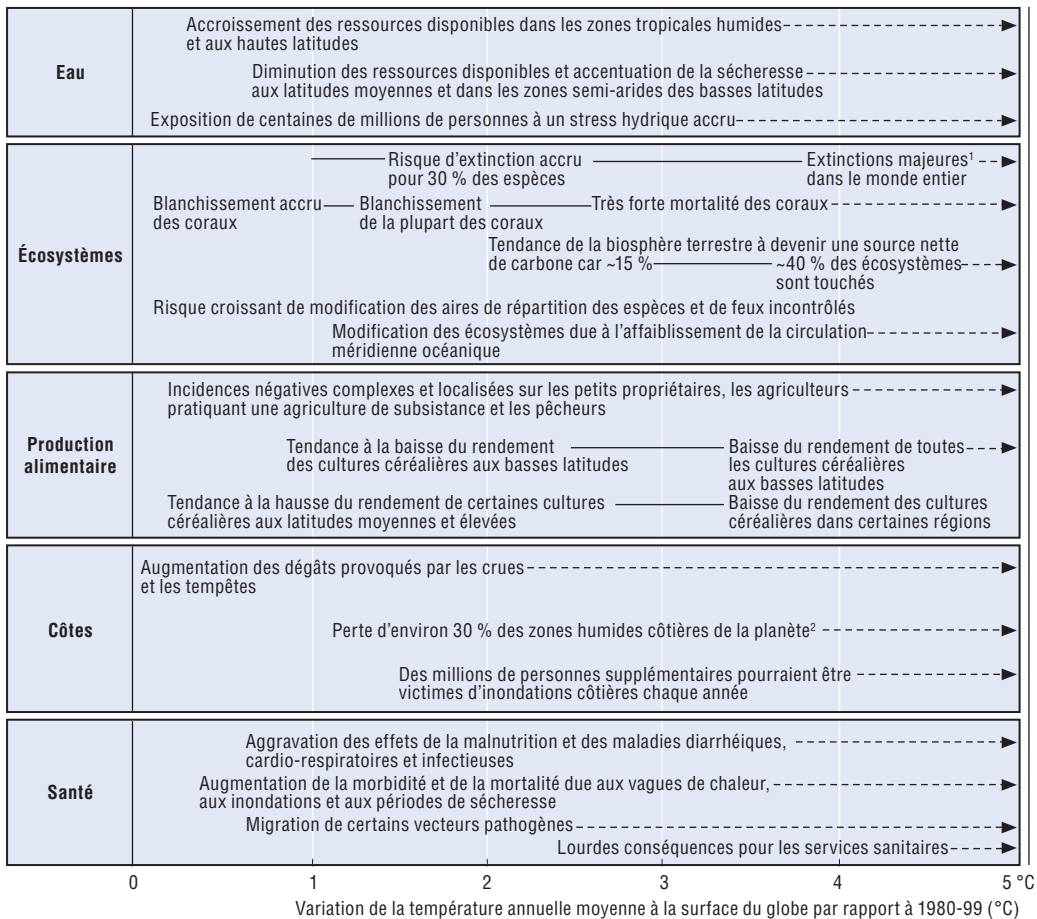 Eau
Accroissement des ressources disponibles dans les zones tropicales humides
et aux hautes latitudes
Diminution des ressources disponibles et accentuation de la sécheresse
aux latitudes moyennes et dans les zones semi-arides des basses latitudes
Exposition de centaines de millions de personnes à un stress hydrique accru
Écosystèmes
Risque d'extinction accru
pour 30 % des espèces
Extinctions majeures¹
dans le monde entier
Blanchissement accru
des coraux
Blanchissement
de la plupart des coraux
Très forte mortalité des coraux
Tendance de la biosphère terrestre à devenir une source nette
de carbone car ~15 %
~40 % des écosystèmes
sont touchés
Risque croissant de modification des aires de répartition des espèces et de feux incontrôlés
Modification des écosystèmes due à l'affaiblissement de la circulation
méridienne océanique
Production
alimentaire
Incidences négatives complexes et localisées sur les petits propriétaires, les agriculteurs
pratiquant une agriculture de subsistance et les pêcheurs
Tendance à la baisse du rendement
des cultures céréalières aux basses latitudes
Baisse du rendement de toutes
les cultures céréalières
aux basses latitudes
Tendance à la hausse du rendement de certaines cultures
céréalières aux latitudes moyennes et élevées
Baisse du rendement des cultures
céréalières dans certaines régions
Côtes
Augmentation des dégâts provoqués par les crues
et les tempêtes
Perte d'environ 30 % des zones humides côtières de la planète²
Des millions de personnes supplémentaires pourraient être
victimes d'inondations côtières chaque année
Santé
Aggravation des effets de la malnutrition et des maladies diarrhéiques,
cardio-respiratoires et infectieuses
Augmentation de la morbidité et de la mortalité due aux vagues de chaleur,
aux inondations et aux périodes de sécheresse
Migration de certains vecteurs pathogènes
Lourdes conséquences pour les services sanitaires
0 1 2 3 4 5 °C
Variation de la température annuelle moyenne à la surface du globe par rapport à 1980-99 (°C)